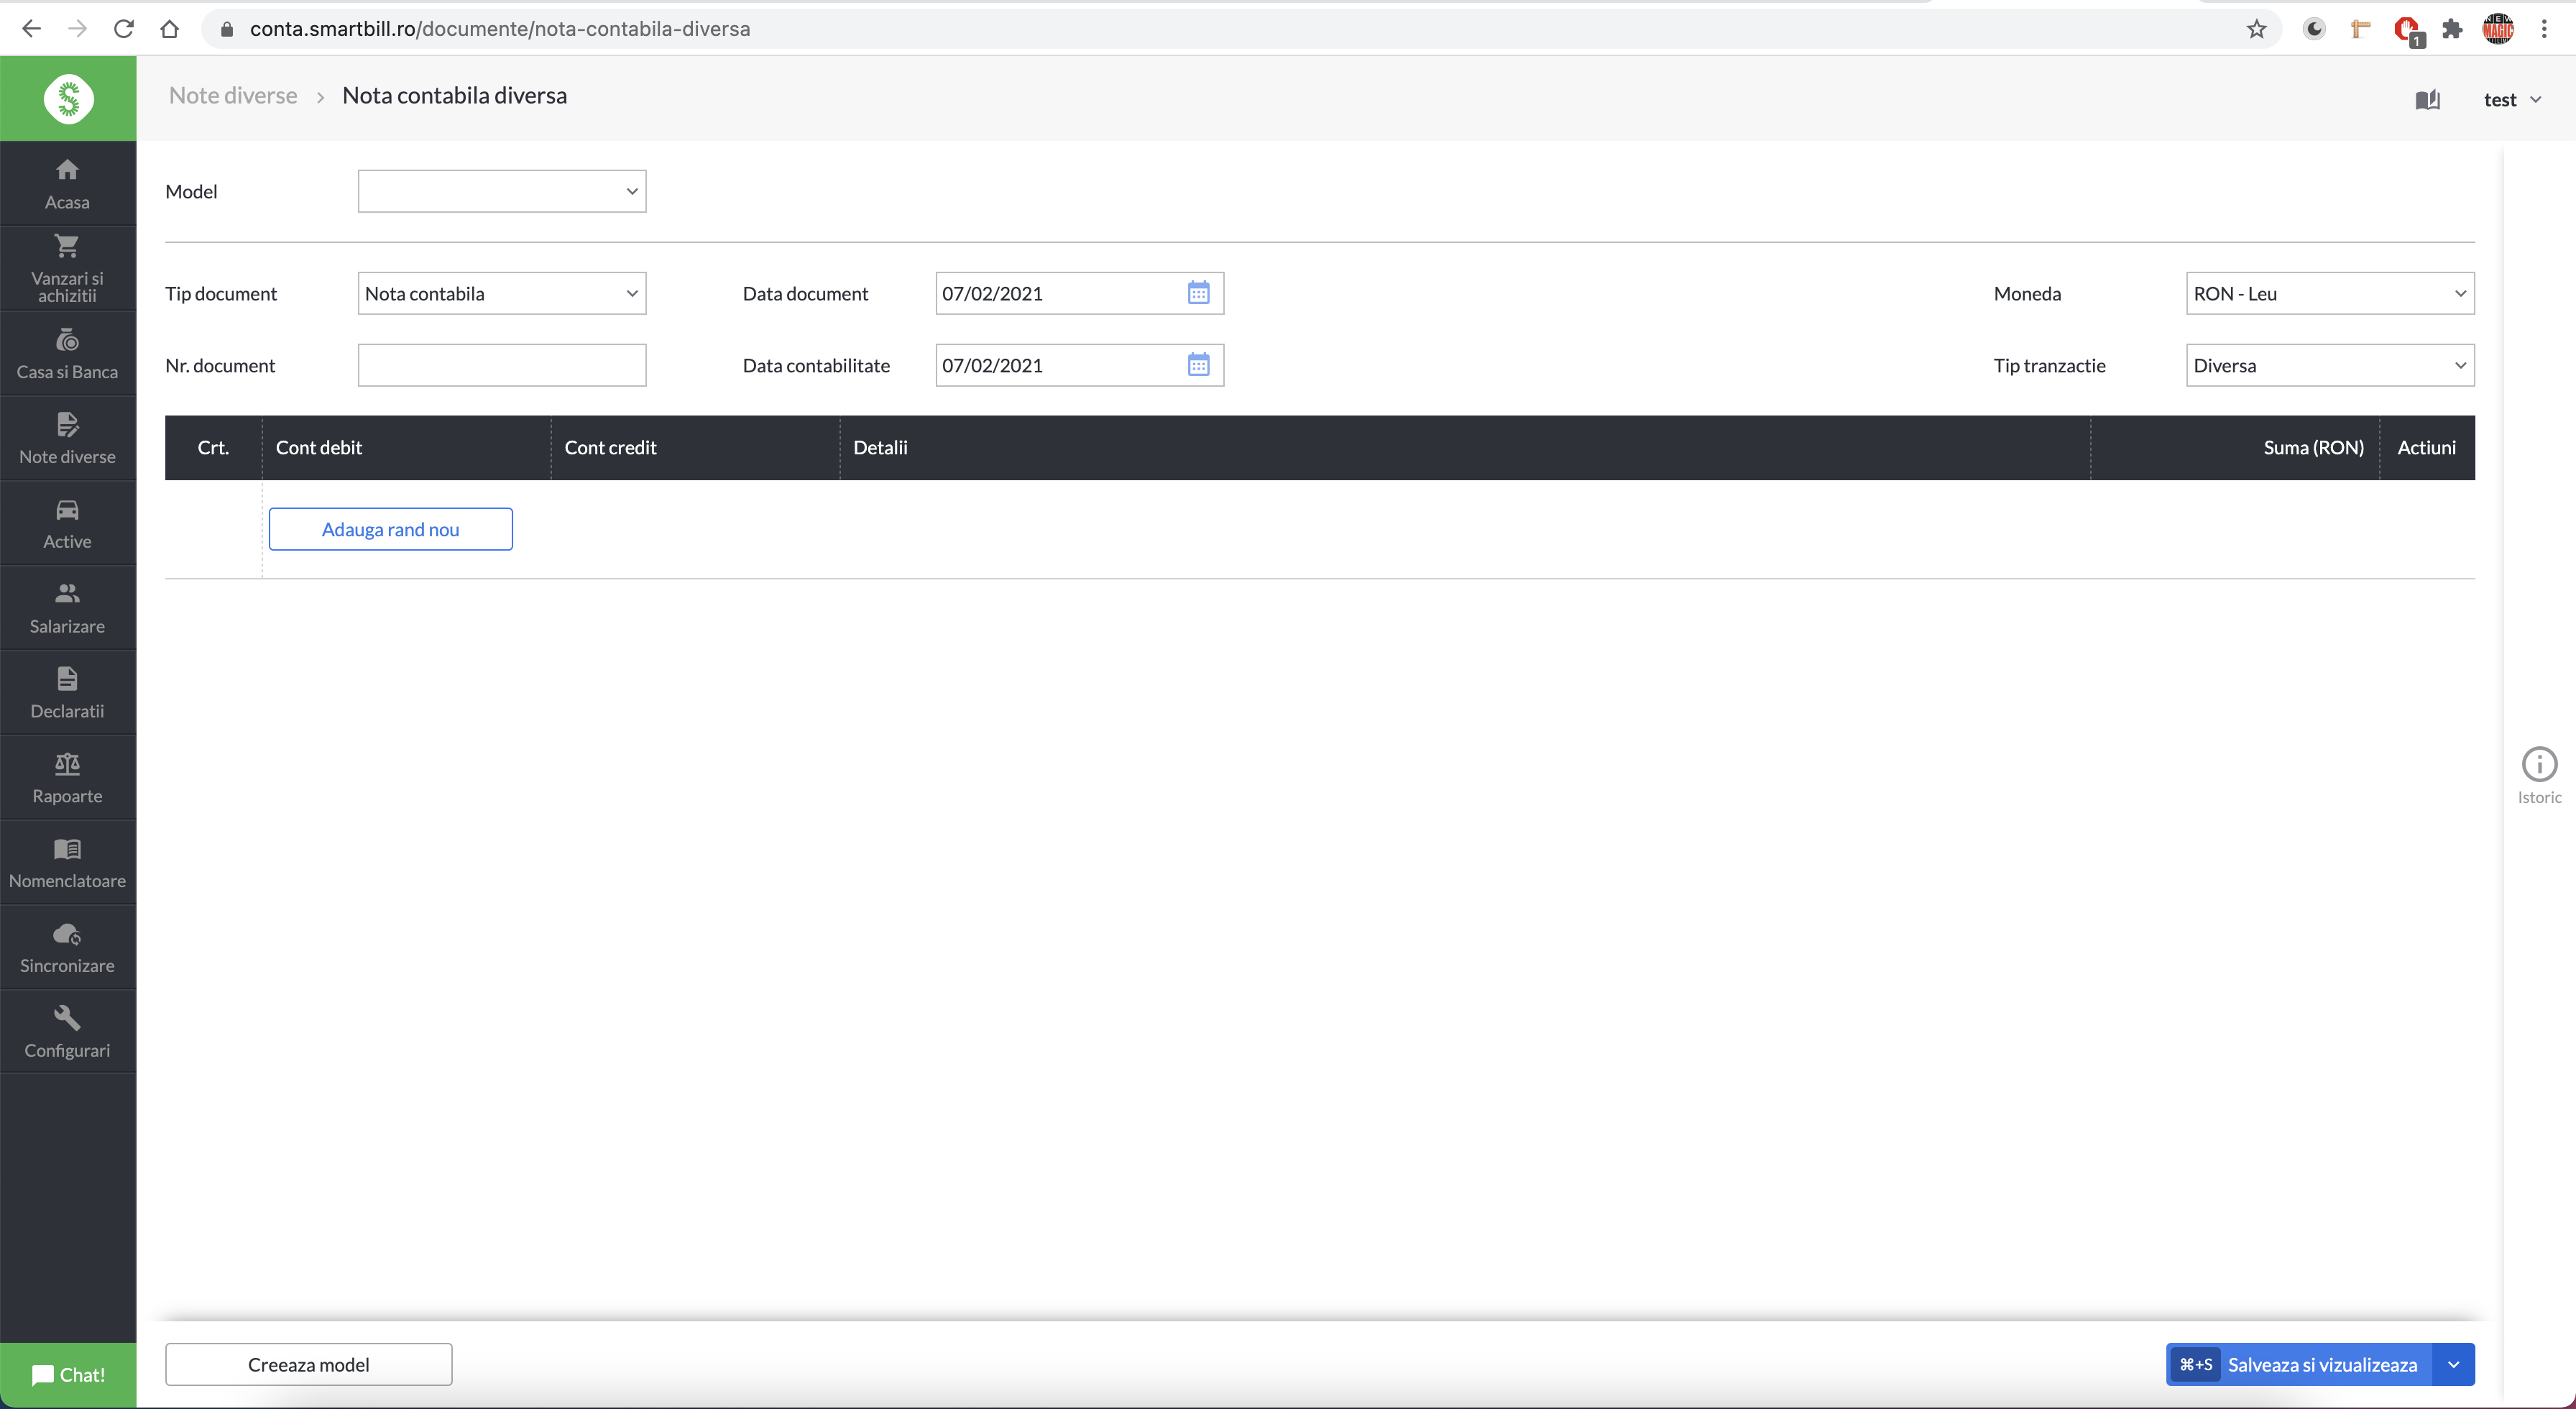 conta.smartbill.ro/documente/nota-contabila-diversa
1
NEW
MAGIC
Note diverse > Nota contabila diversa
test
Acasa
Vanzari si
achizitii
Casa si Banca
Note diverse
Active
Salarizare
Declaratii
Rapoarte
Nomenclatoare
Sincronizare
Configurari
Chat!
Model
Tip document
Nota contabila
Data document
07/02/2021
Moneda
RON - Leu
Nr. document
Data contabilitate
07/02/2021
Tip tranzactie
Diversa
Crt.
Cont debit
Cont credit
Detalii
Suma (RON)
Actiuni
Adauga rand nou
Istoric
Creeaza model
⌘+S Salveaza si vizualizeaza